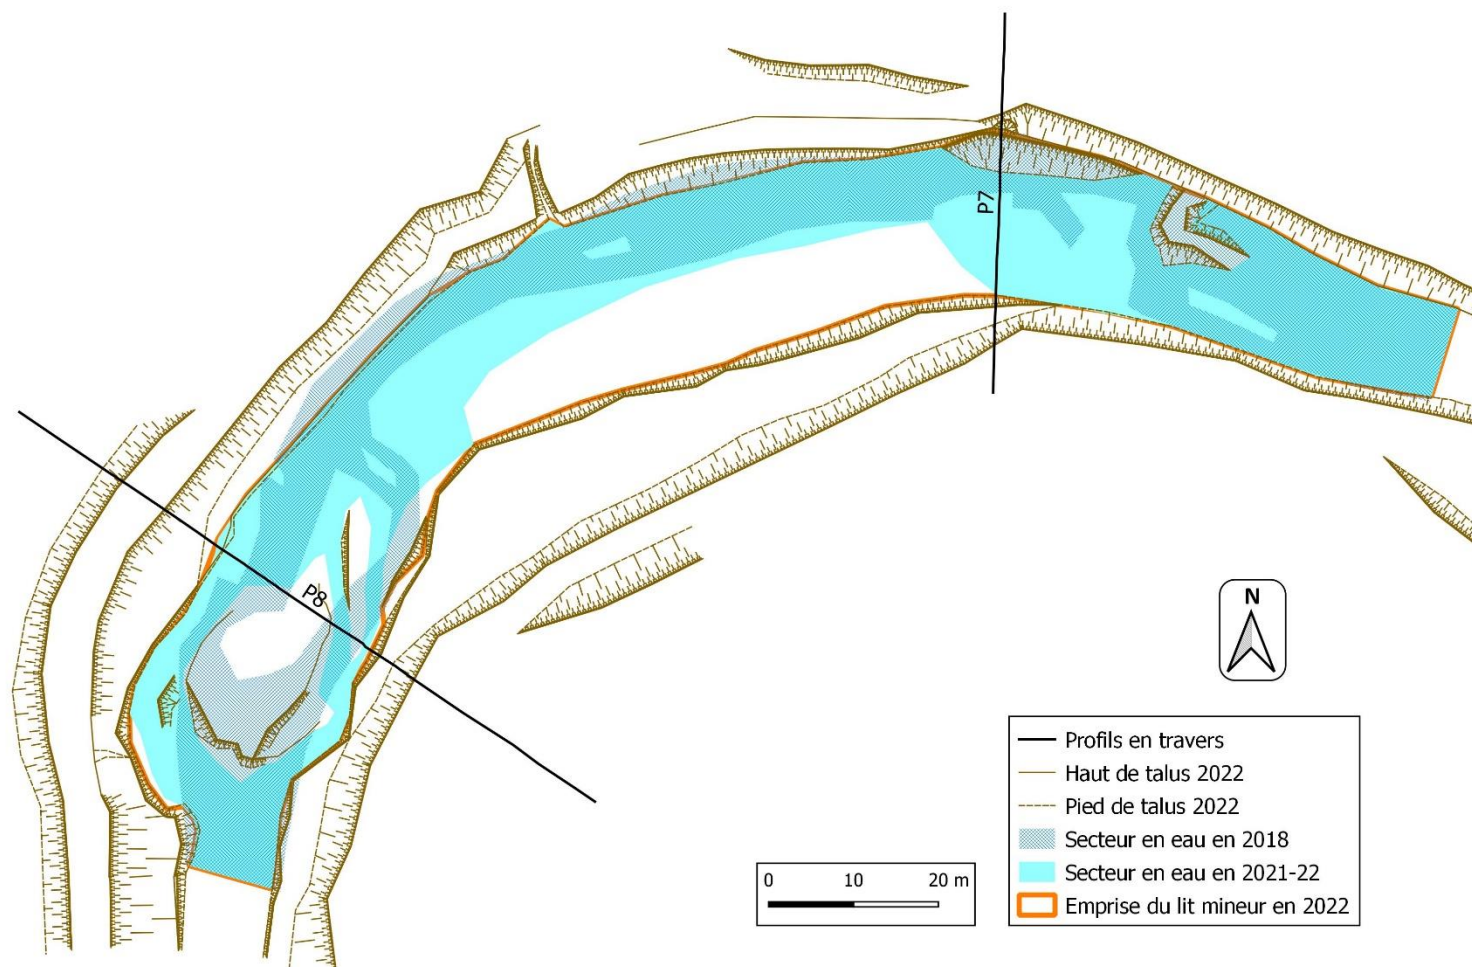 P7
P8
N
0 10 20 m
Profils en travers
Haut de talus 2022
Pied de talus 2022
Secteur en eau en 2018
Secteur en eau en 2021-22
Emprise du lit mineur en 2022